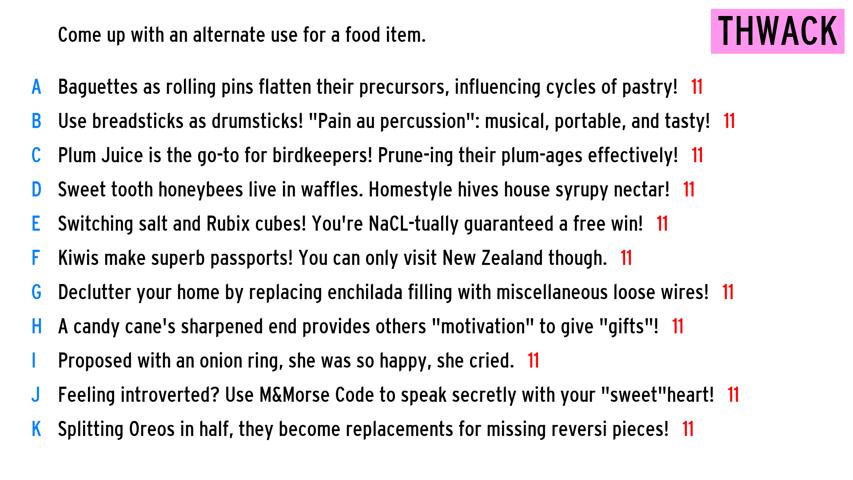 Come up with an alternate use for a food item.
THWACK
A Baguettes as rolling pins flatten their precursors, influencing cycles of pastry! 11
B Use breadsticks as drumsticks! "Pain au percussion": musical, portable, and tasty! 11
C Plum Juice is the go-to for birdkeepers! Prune-ing their plum-ages effectively! 11
D Sweet tooth honeybees live in waffles. Homestyle hives house syrupy nectar! 11
E Switching salt and Rubix cubes! You're NaCL-tually guaranteed a free win! 11
F Kiwis make superb passports! You can only visit New Zealand though. 11
G Declutter your home by replacing enchilada filling with miscellaneous loose wires! 11
H A candy cane's sharpened end provides others "motivation" to give "gifts"! 11
I Proposed with an onion ring, she was so happy, she cried. 11
J Feeling introverted? Use M&Morse Code to speak secretly with your "sweet"heart! 11
K Splitting Oreos in half, they become replacements for missing reversi pieces! 11